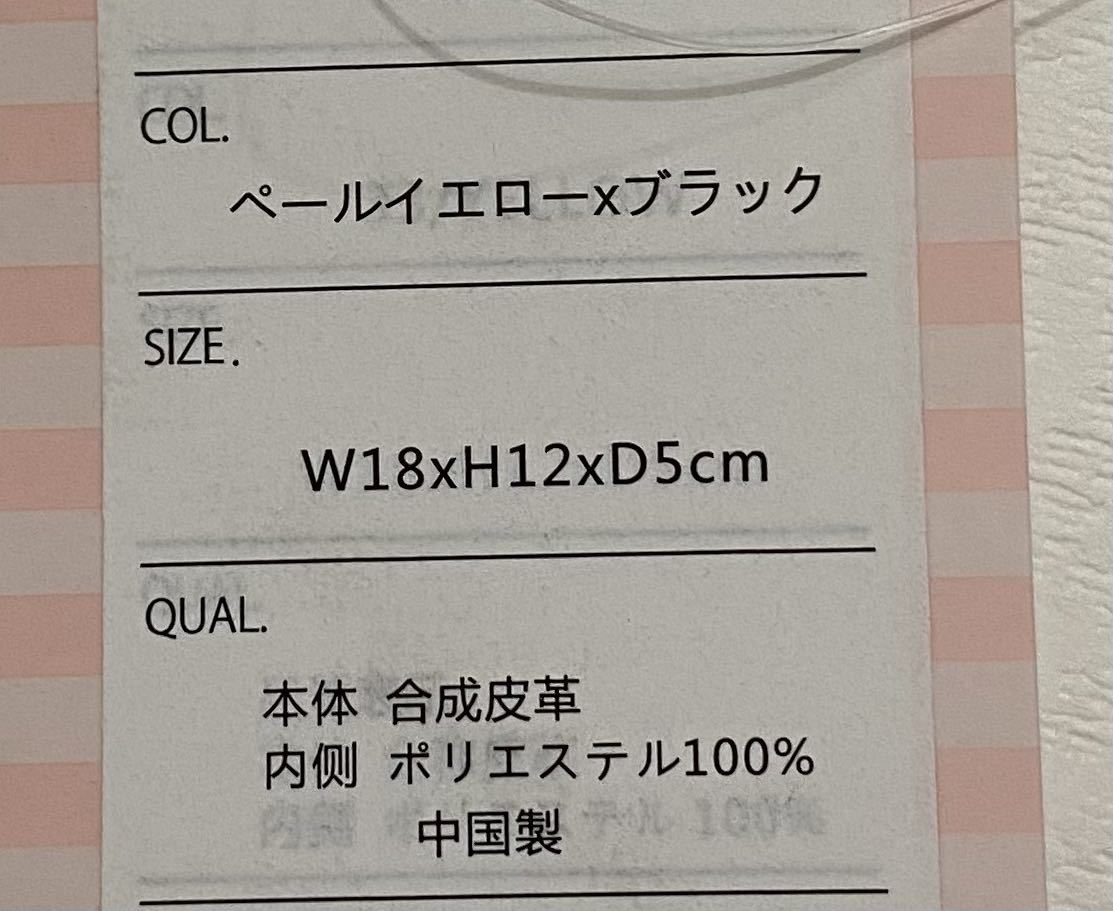 COL.
ペールイエローxブラック
SIZE.
W18xH12xD5cm
QUAL.
本体 合成皮革
内侧 ポリエステル100%
中国製